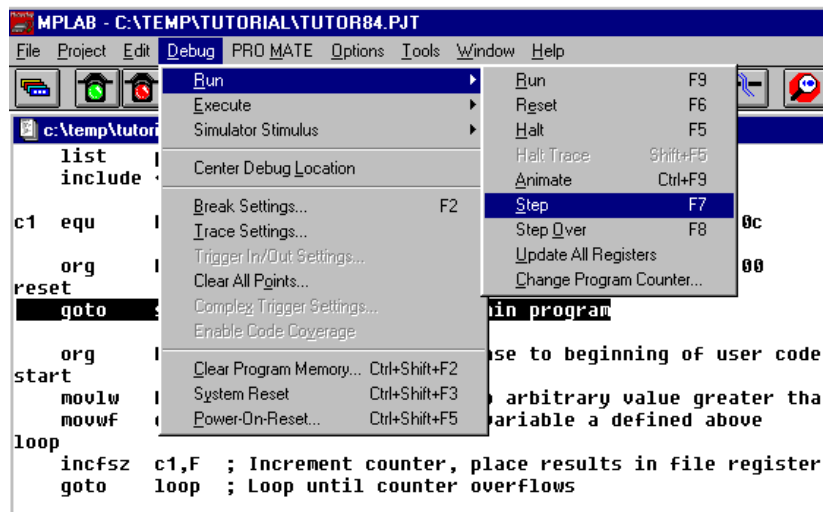 MPLAB - C:\TEMP\TUTORIAL\TUTOR84.PJT
File Project Edit Debug PRO MATE Options Tools Window Help
Run
Execute
Simulator Stimulus
Center Debug Location
Break Settings... F2
Trace Settings...
Trigger In/Out Settings...
Clear All Points...
Complex Trigger Settings...
Enable Code Coverage
Clear Program Memory... Ctrl+Shift+F2
System Reset Ctrl+Shift+F3
Power-On-Reset... Ctrl+Shift+F5
Run F9
Reset F6
Halt F5
Halt Trace Shift+F5
Animate Ctrl+F9
Step F7
Step Over F8
Update All Registers
Change Program Counter...
c:\temp\tutori
list
include <
c1 equ 0c
org 00
reset
goto program
org to beginning of user code
start
movlw arbitrary value greater tha
movwf variable a defined above
loop
incfsz c1,F ; Increment counter, place results in file register
goto loop ; Loop until counter overflows